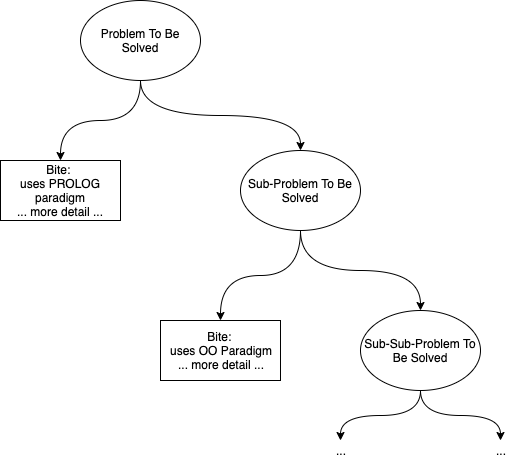 Problem To Be
Solved
Bite:
uses PROLOG
paradigm
... more detail ...
Sub-Problem To Be
Solved
Bite:
uses OO Paradigm
... more detail ...
Sub-Sub-Problem To
Be Solved
...
...